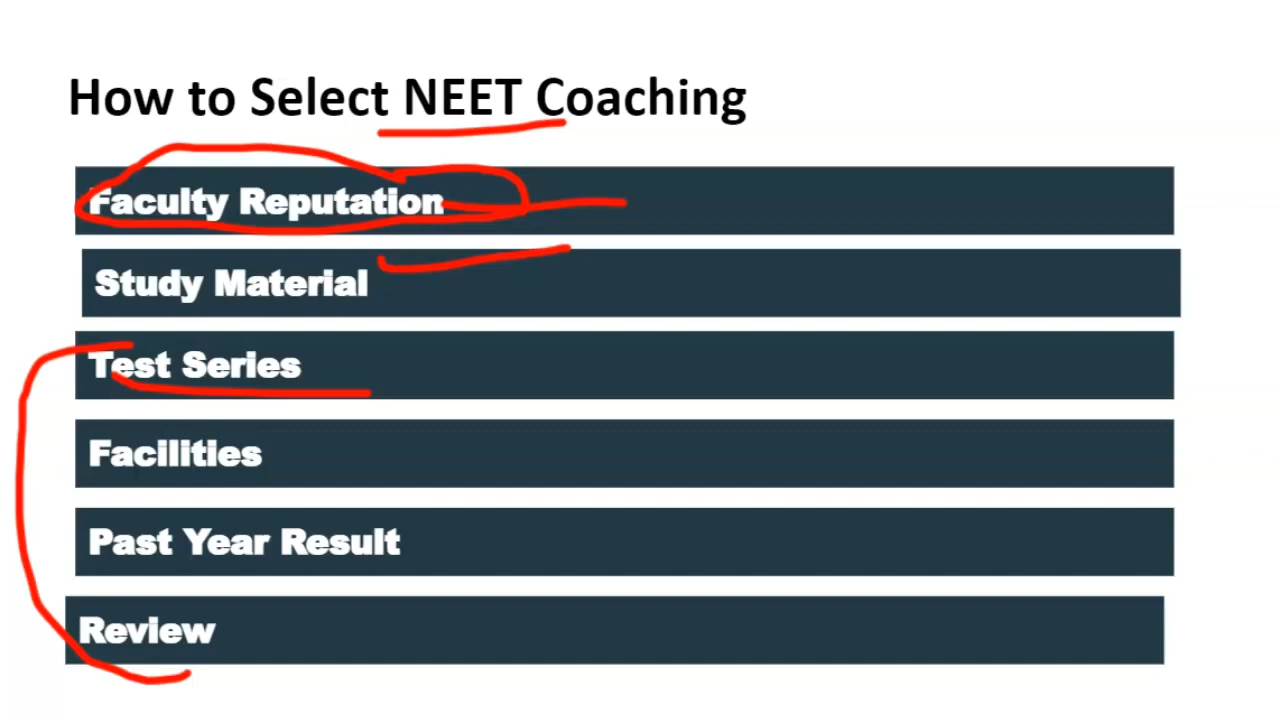 How to Select NEET Coaching
Faculty Reputation
Study Material
Test Series
Facilities
Past Year Result
Review